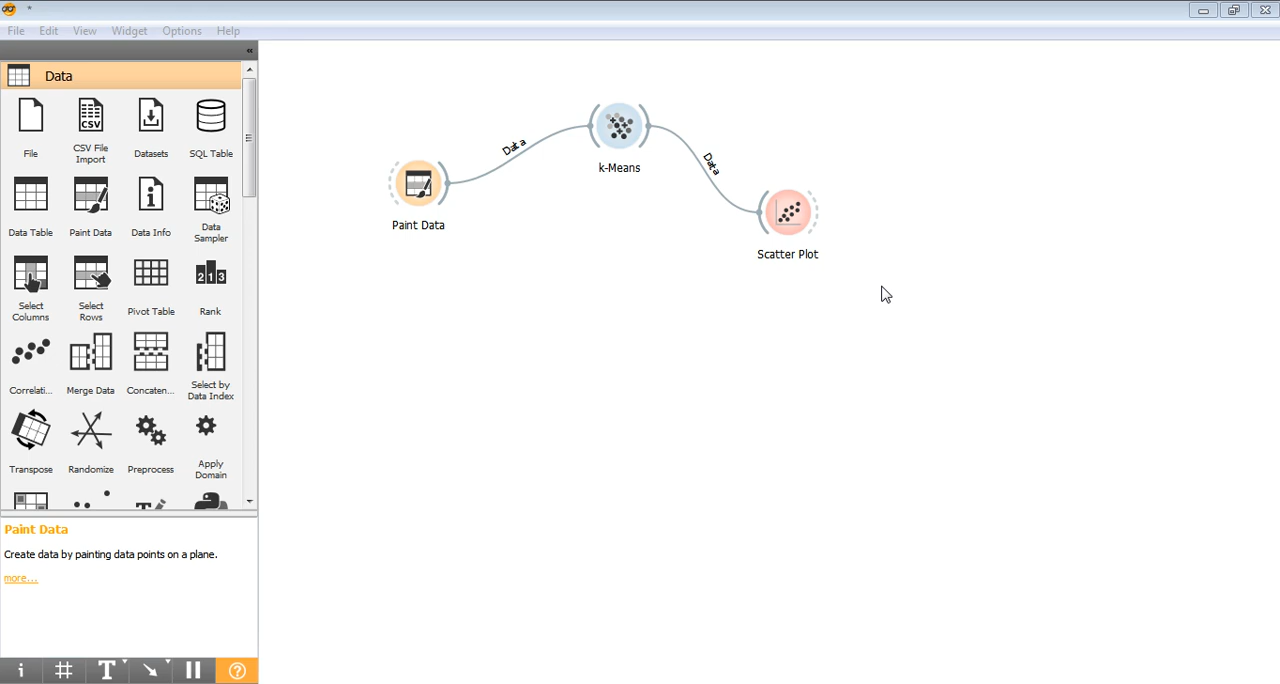 *
File Edit View Widget Options Help
«
Data
CSV
File
CSV File
Import
Datasets
SQL Table
Data Table
Paint Data
Data Info
Data
Sampler
Select
Columns
Select
Rows
Pivot Table
213
Rank
Correlati...
Merge Data
Concaten...
Select by
Data Index
Transpose
Randomize
Preprocess
Apply
Domain
Data
Data
k-Means
Paint Data
Scatter Plot
Paint Data
Create data by painting data points on a plane.
more...
i # T ?